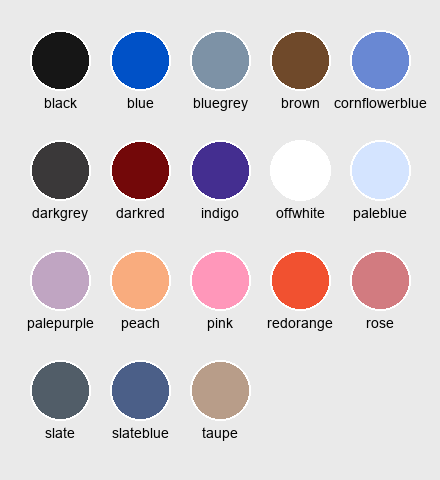 black blue bluegrey brown cornflowerblue
darkgrey darkred indigo offwhite paleblue
palepurple peach pink redorange rose
slate slateblue taupe